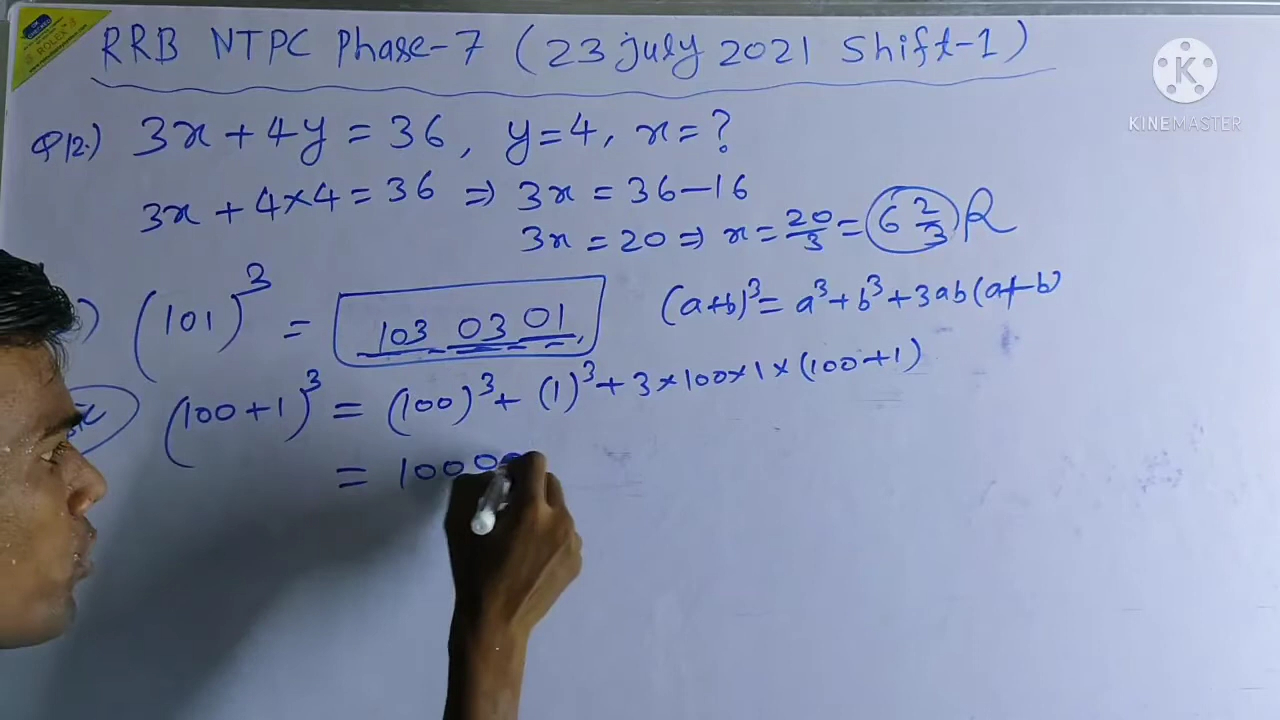 RRB NTPC Phase-7 (23 july 2021 Shift-1)
KINEMASTER
Q12.) 3x + 4y = 36, y=4, x=?
3x + 4×4 = 36 ⇒ 3x = 36-16
3x = 20 ⇒ x = 20/3 = 6 2/3
(101)³ = 103 03 01
(a+b)³ = a³ + b³ + 3ab(a+b)
(100+1)³ = (100)³ + (1)³ + 3×100×1×(100+1)
= 1000